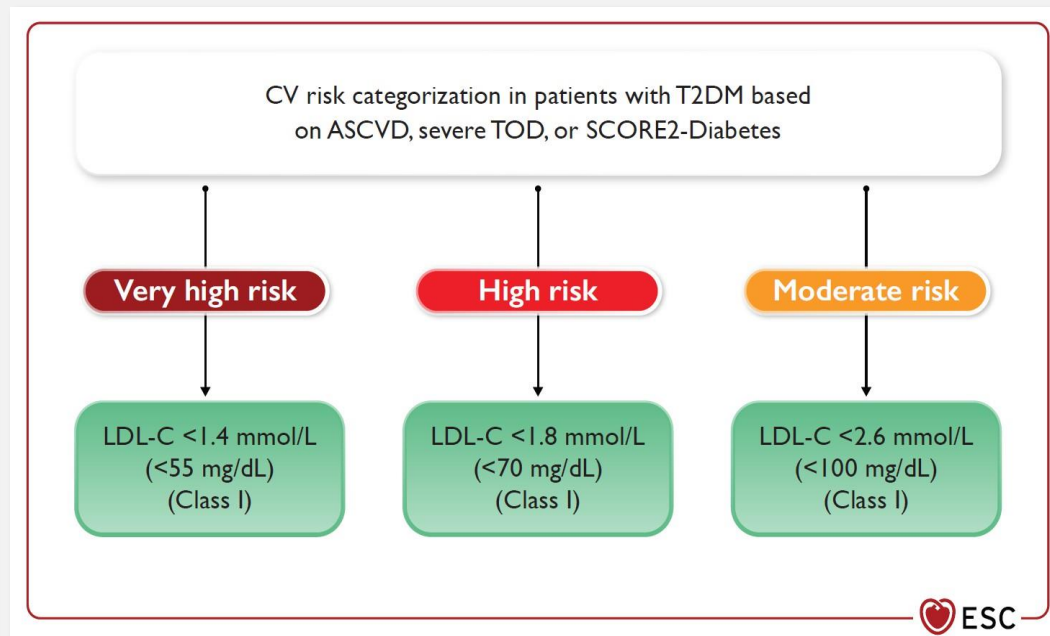 CV risk categorization in patients with T2DM based
on ASCVD, severe TOD, or SCORE2-Diabetes
Very high risk
High risk
Moderate risk
LDL-C <1.4 mmol/L
(<55 mg/dL)
(Class I)
LDL-C <1.8 mmol/L
(<70 mg/dL)
(Class I)
LDL-C <2.6 mmol/L
(<100 mg/dL)
(Class I)
ESC